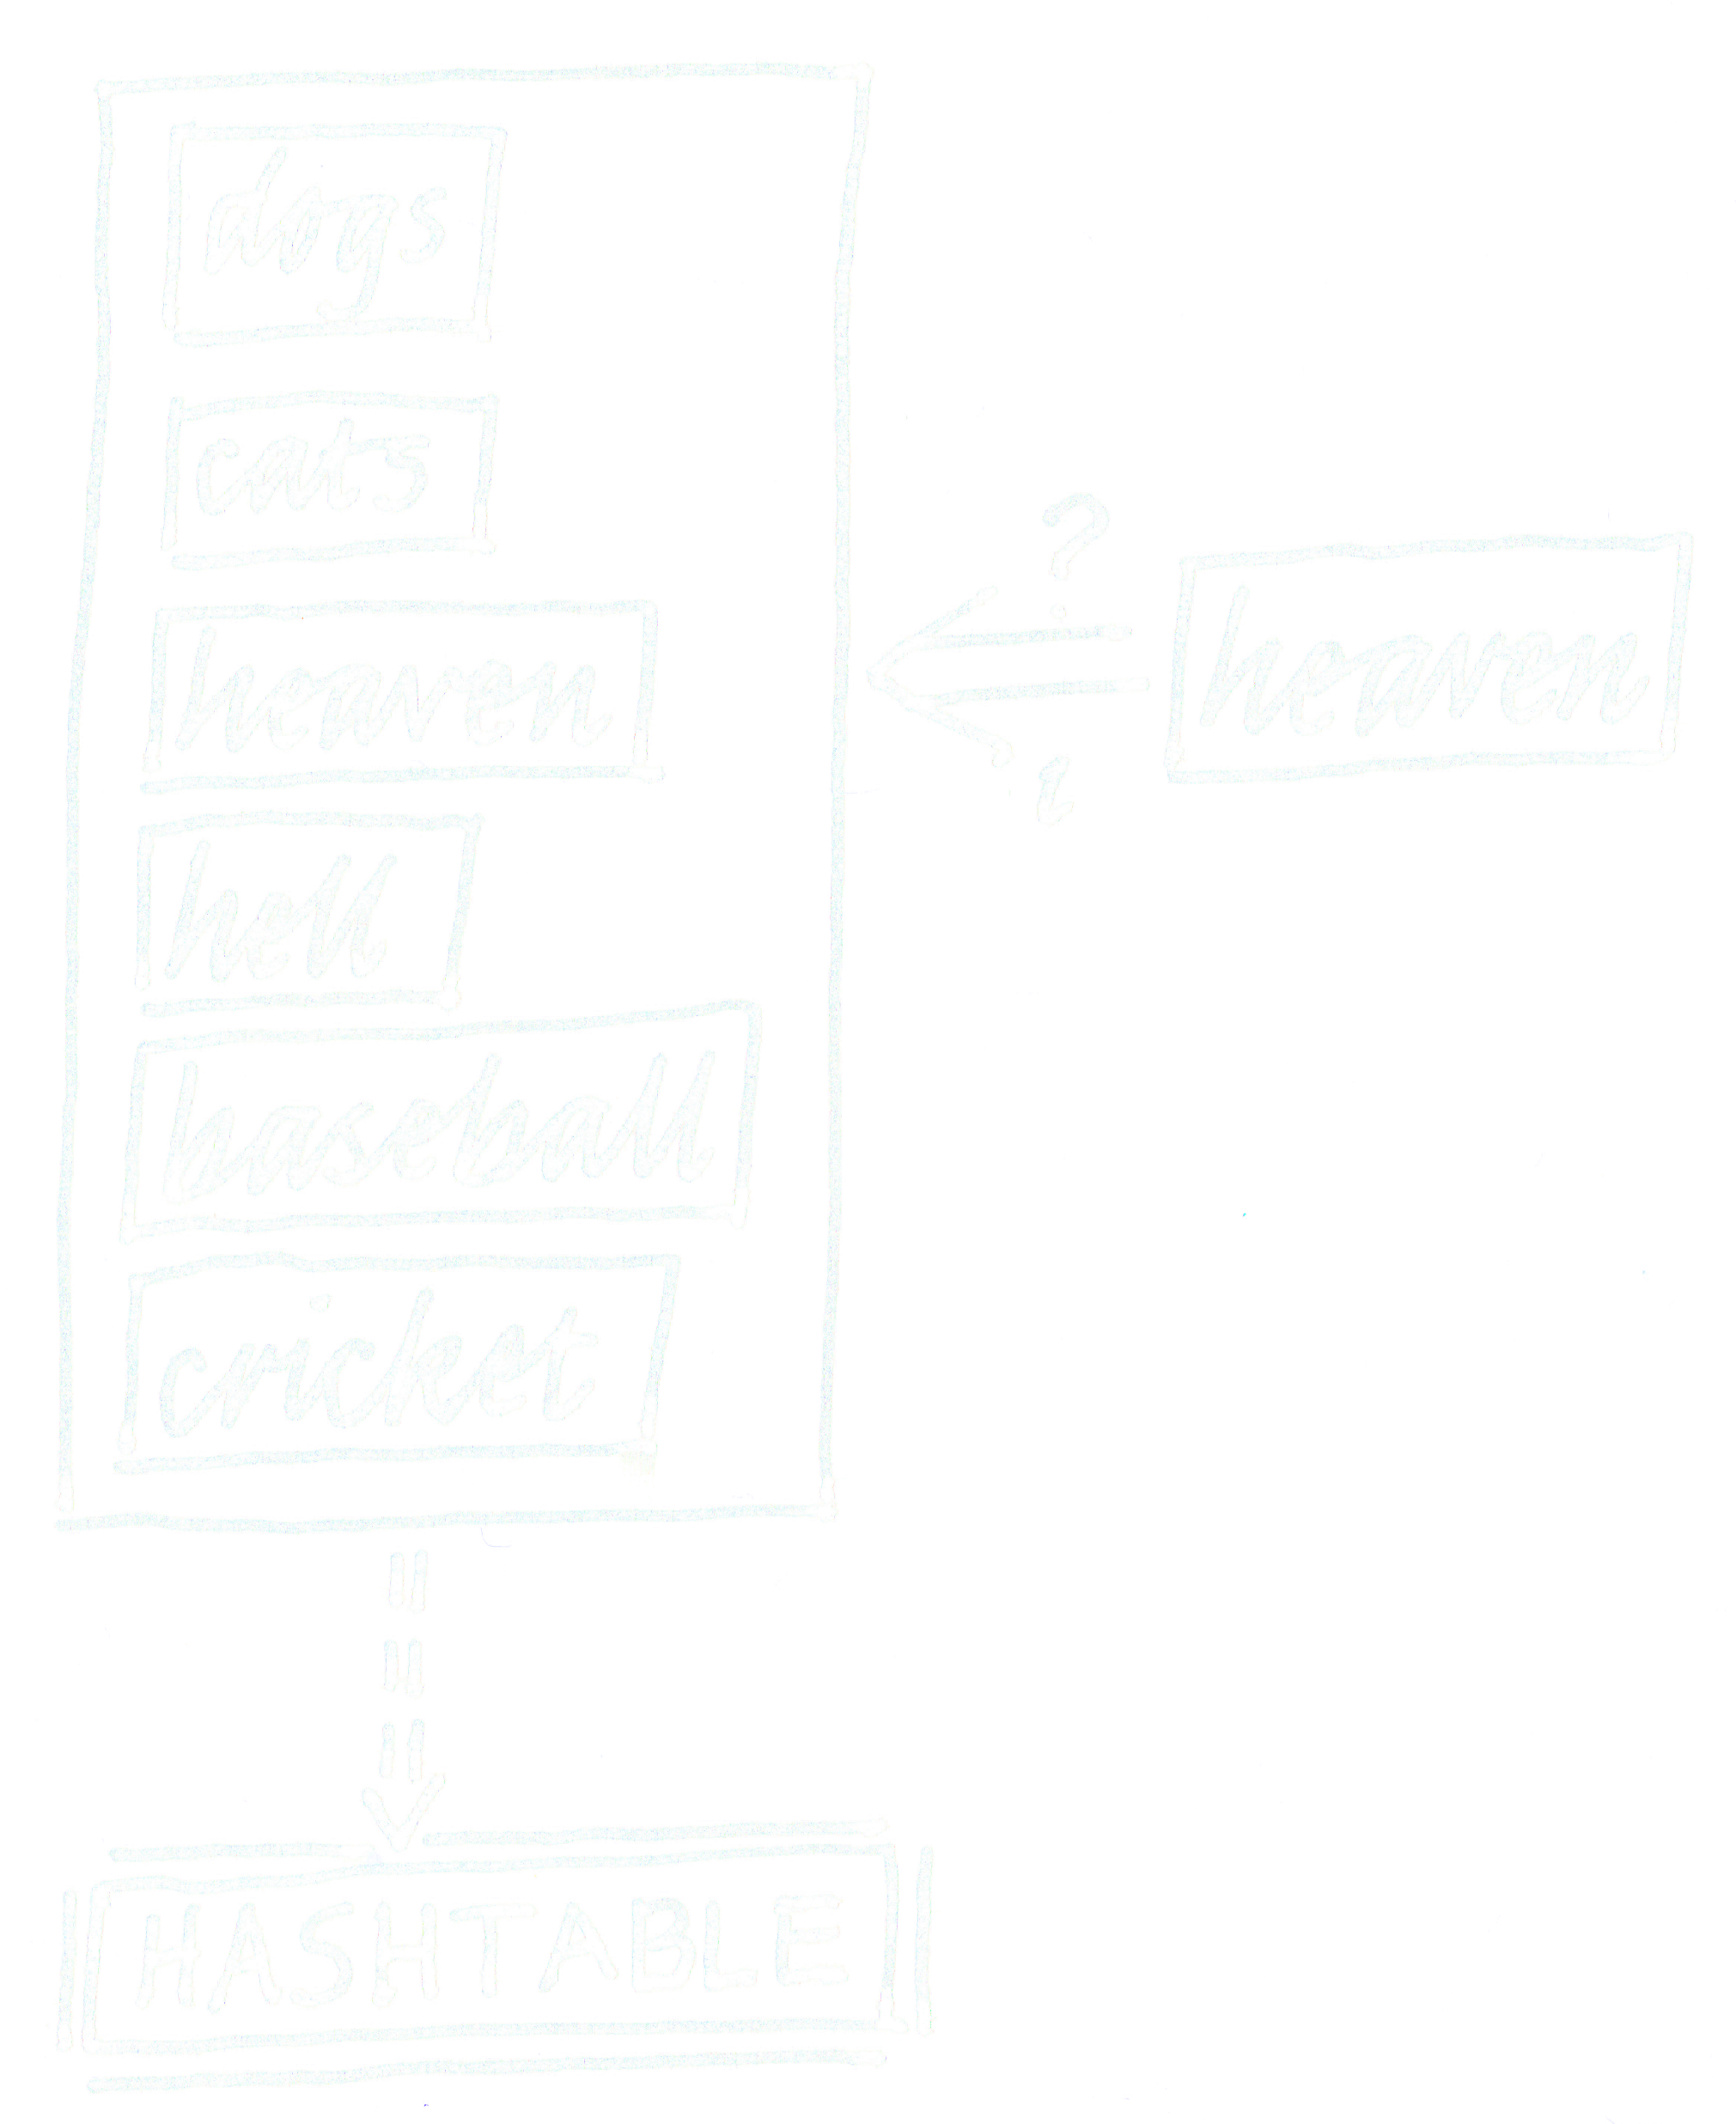 dogs
cats
heaven
?
heaven
i
hell
baseball
cricket
HASHTABLE